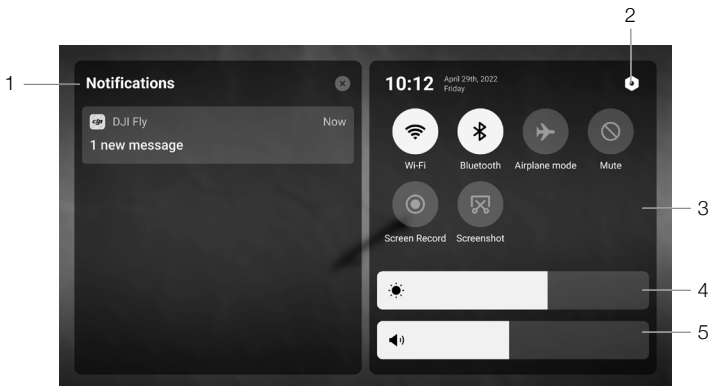 2
1
Notifications
10:12
April 29th, 2022
Friday
dji DJI Fly Now
1 new message
Wi-Fi Bluetooth Airplane mode Mute
3
Screen Record Screenshot
4
5